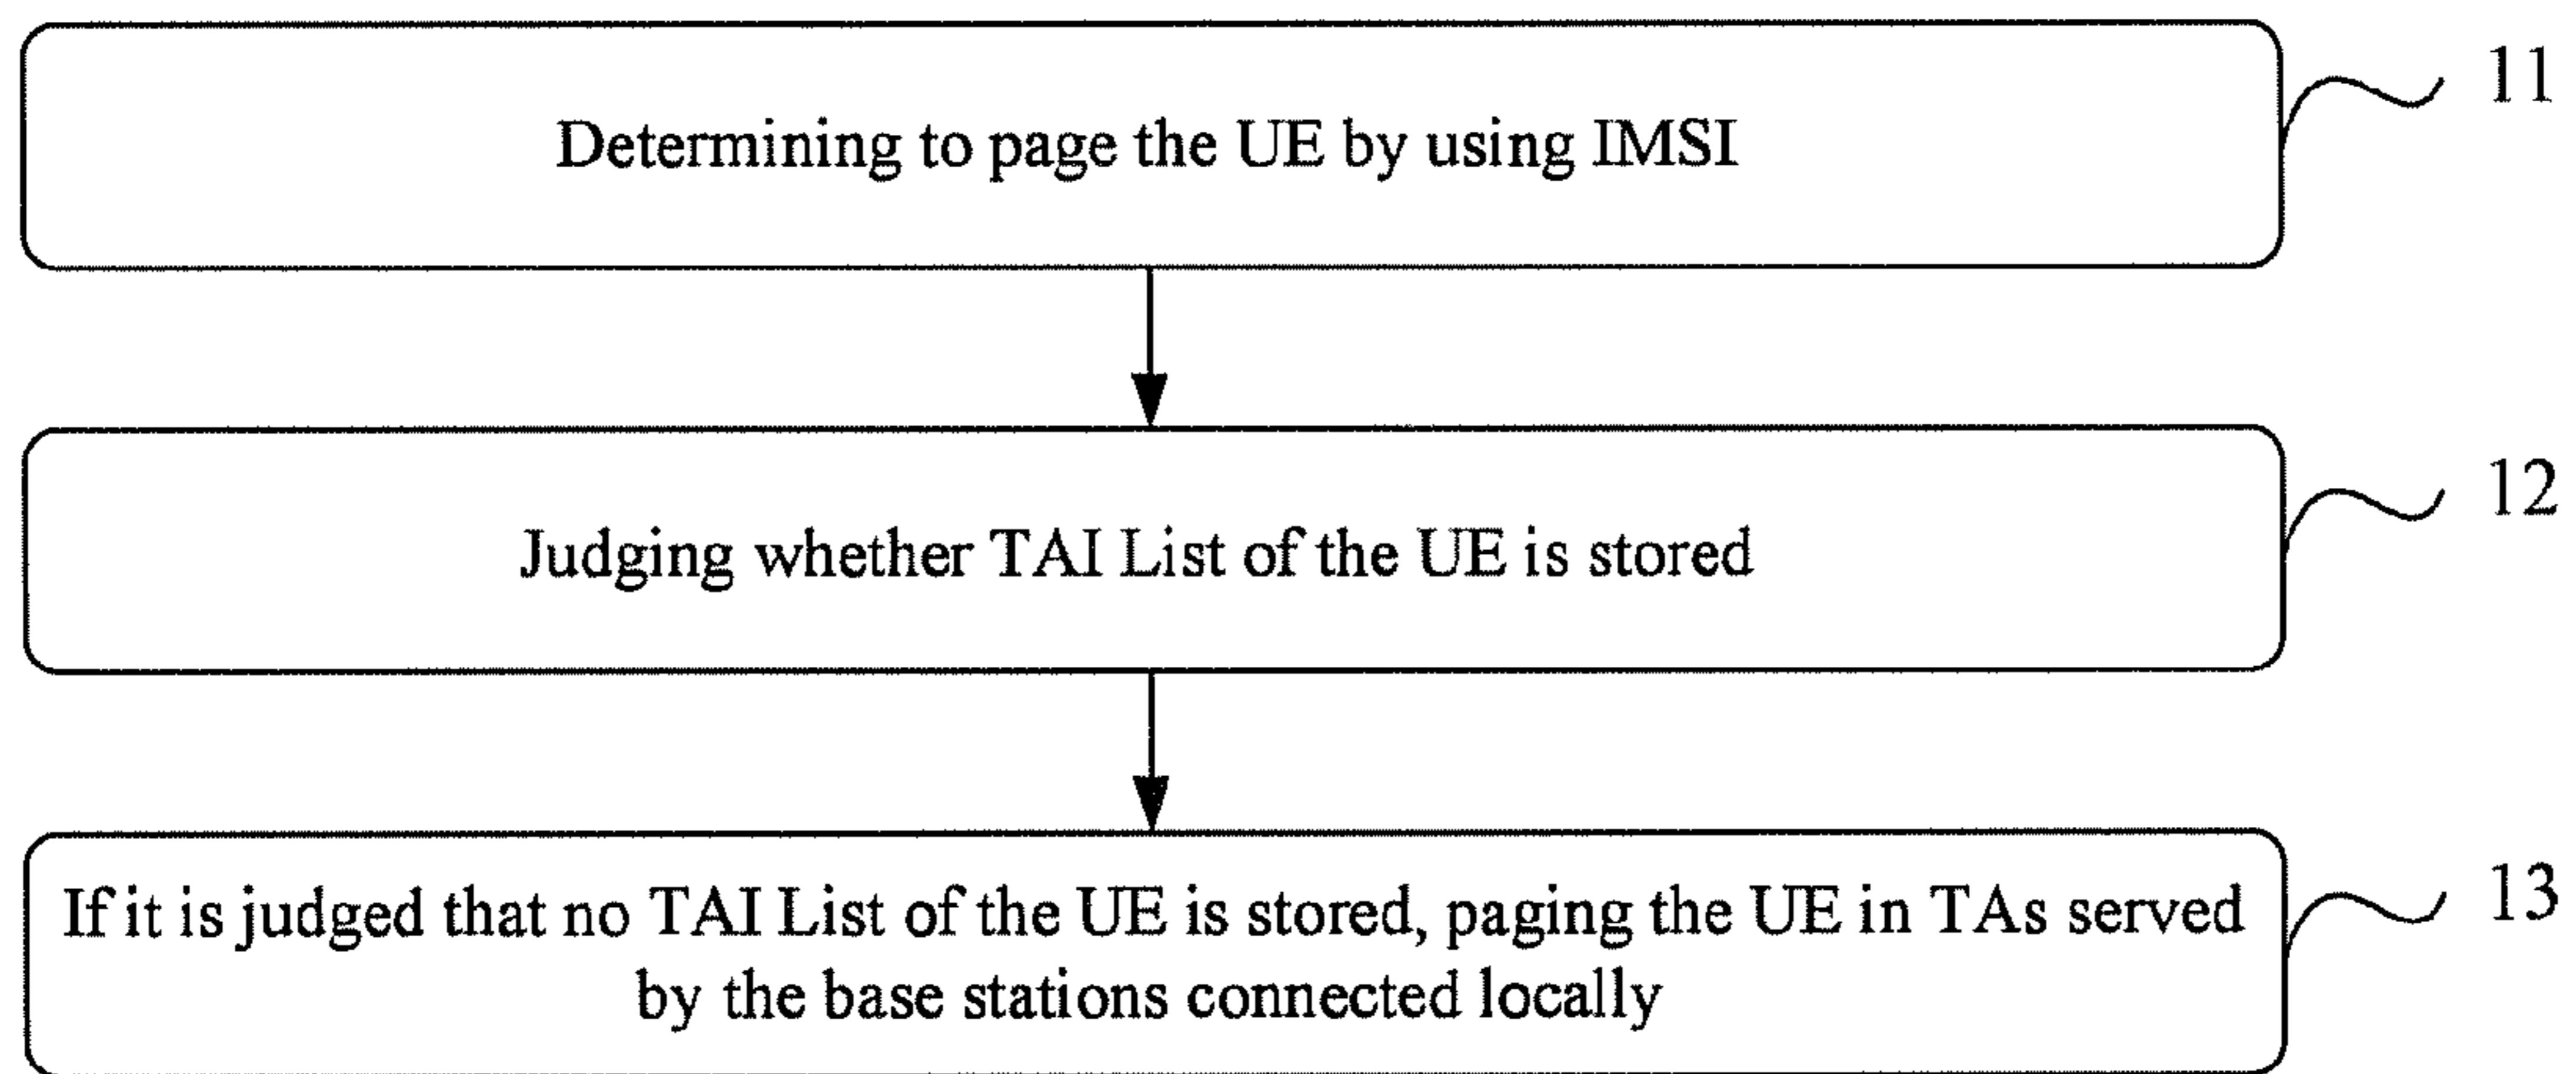 Determining to page the UE by using IMSI
11
Judging whether TAI List of the UE is stored
12
If it is judged that no TAI List of the UE is stored, paging the UE in TAs served
by the base stations connected locally
13